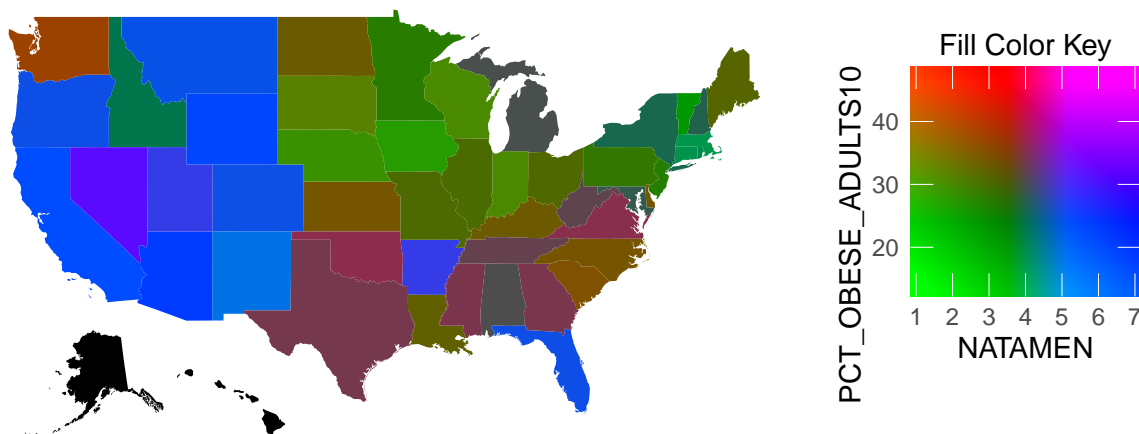 Fill Color Key
PCT_OBESE_ADULTS10
40
30
20
1 2 3 4 5 6 7
NATAMEN